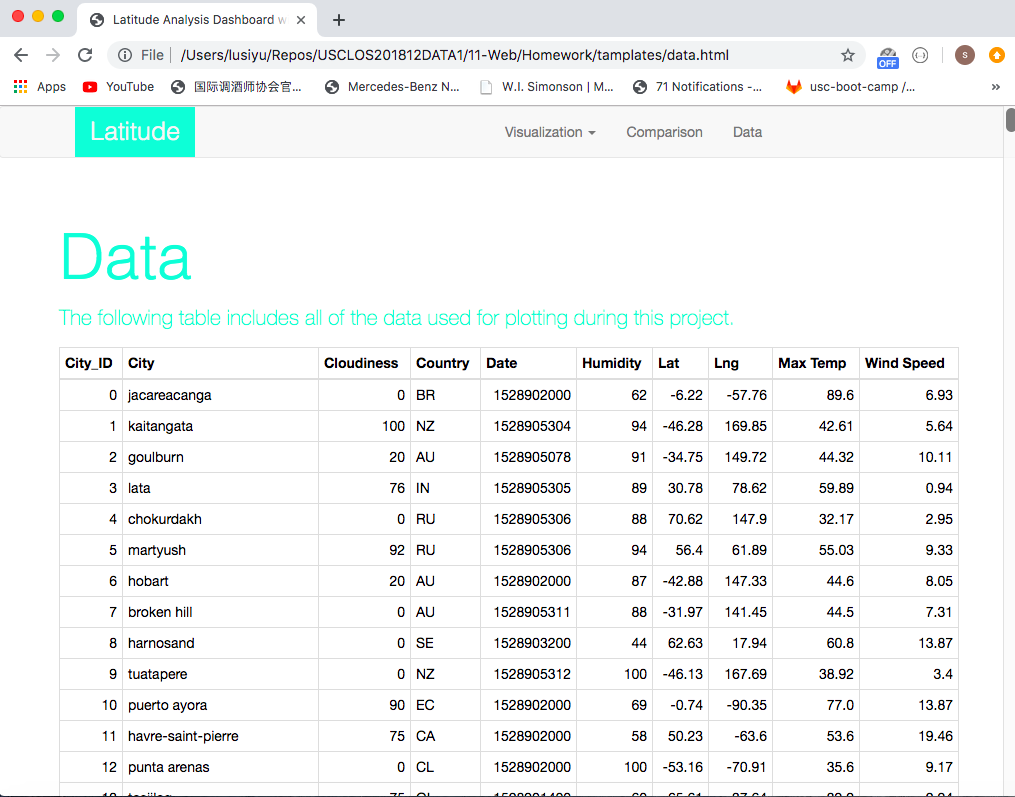 Latitude Analysis Dashboard w
File /Users/lusiyu/Repos/USCLOS201812DATA1/11-Web/Homework/tamplates/data.html
OFF
S
Apps YouTube 国际调酒师协会官... Mercedes-Benz N... W.I. Simonson | M... 71 Notifications -... usc-boot-camp /... »
Latitude Visualization Comparison Data
Data
The following table includes all of the data used for plotting during this project.
City_ID City Cloudiness Country Date Humidity Lat Lng Max Temp Wind Speed
0 jacareacanga 0 BR 1528902000 62 -6.22 -57.76 89.6 6.93
1 kaitangata 100 NZ 1528905304 94 -46.28 169.85 42.61 5.64
2 goulburn 20 AU 1528905078 91 -34.75 149.72 44.32 10.11
3 lata 76 IN 1528905305 89 30.78 78.62 59.89 0.94
4 chokurdakh 0 RU 1528905306 88 70.62 147.9 32.17 2.95
5 martyush 92 RU 1528905306 94 56.4 61.89 55.03 9.33
6 hobart 20 AU 1528902000 87 -42.88 147.33 44.6 8.05
7 broken hill 0 AU 1528905311 88 -31.97 141.45 44.5 7.31
8 harnosand 0 SE 1528903200 44 62.63 17.94 60.8 13.87
9 tuatapere 0 NZ 1528905312 100 -46.13 167.69 38.92 3.4
10 puerto ayora 90 EC 1528902000 69 -0.74 -90.35 77.0 13.87
11 havre-saint-pierre 75 CA 1528902000 58 50.23 -63.6 53.6 19.46
12 punta arenas 0 CL 1528902000 100 -53.16 -70.91 35.6 9.17